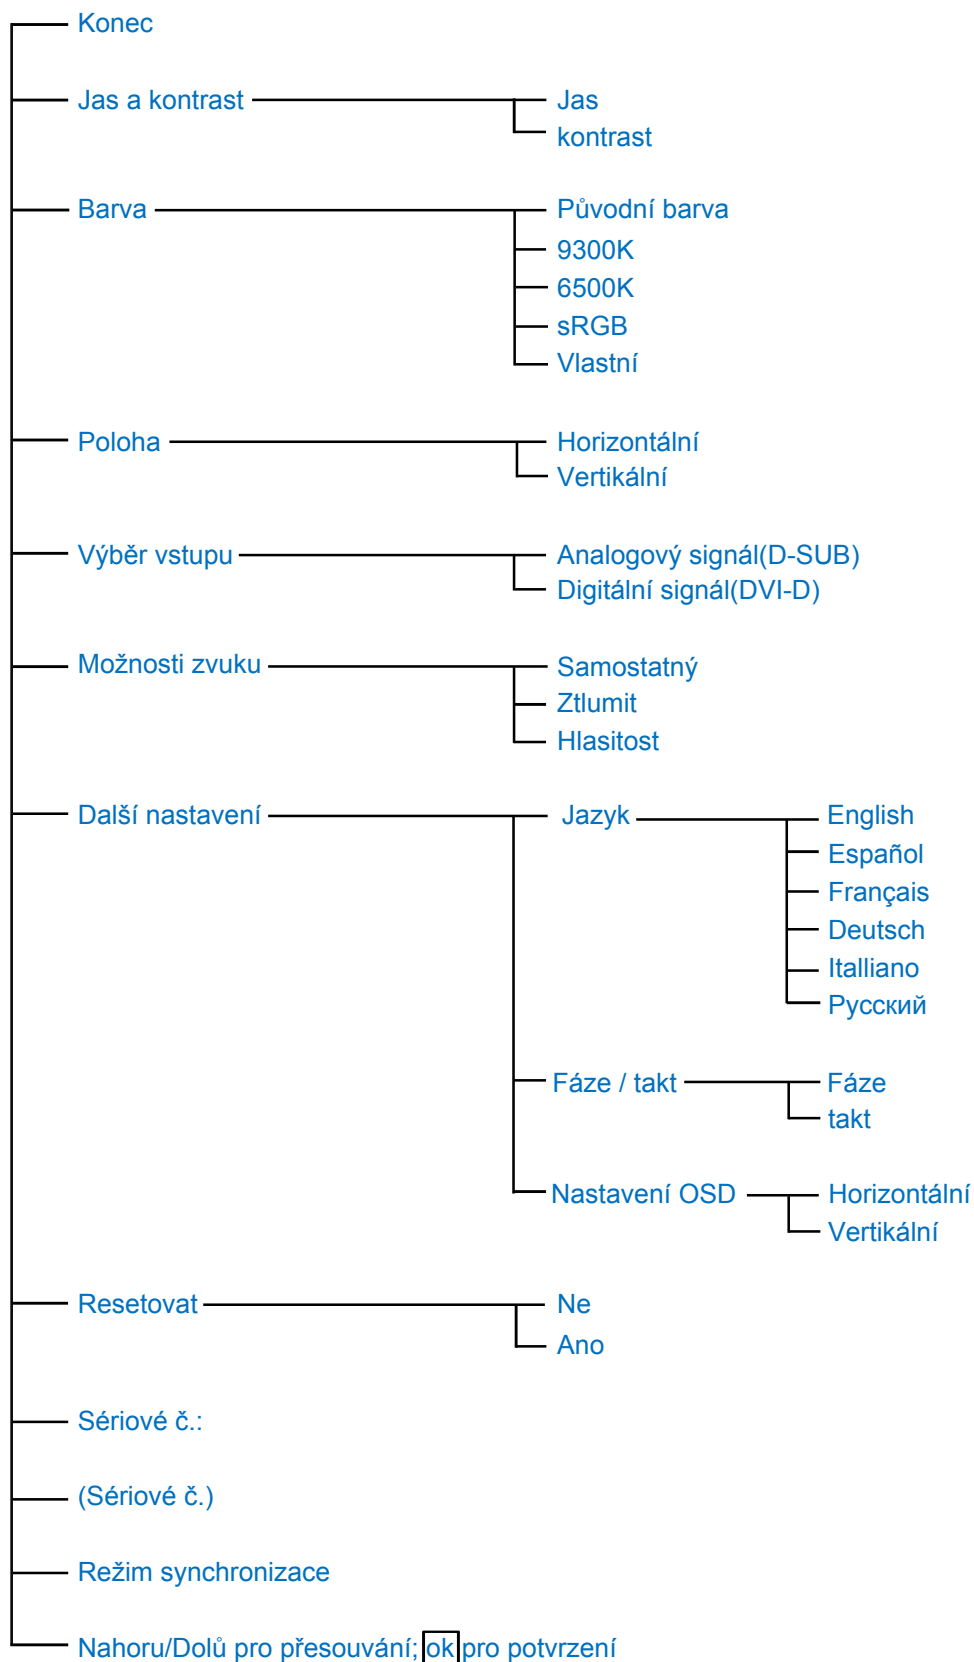 Konec
Jas a kontrast
Jas
kontrast
Barva
Původní barva
9300K
6500K
sRGB
Vlastní
Poloha
Horizontální
Vertikální
Výběr vstupu
Analogový signál(D-SUB)
Digitální signál(DVI-D)
Možnosti zvuku
Samostatný
Ztlumit
Hlasitost
Další nastavení
Jazyk
English
Español
Français
Deutsch
Italliano
Русский
Fáze / takt
Fáze
takt
Nastavení OSD
Horizontální
Vertikální
Resetovat
Ne
Ano
Sériové č.:
(Sériové č.)
Režim synchronizace
Nahoru/Dolů pro přesouvání; ok pro potvrzení